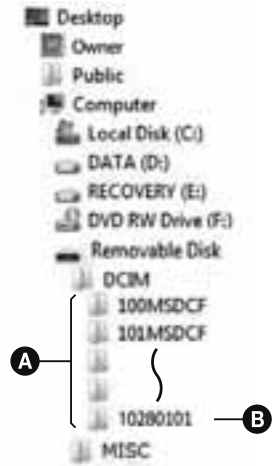 Desktop
Owner
Public
Computer
Local Disk (C:)
DATA (D:)
RECOVERY (E:)
DVD RW Drive (F:)
Removable Disk
DCIM
100MSDCF
101MSDCF
A
10280101 B
MISC